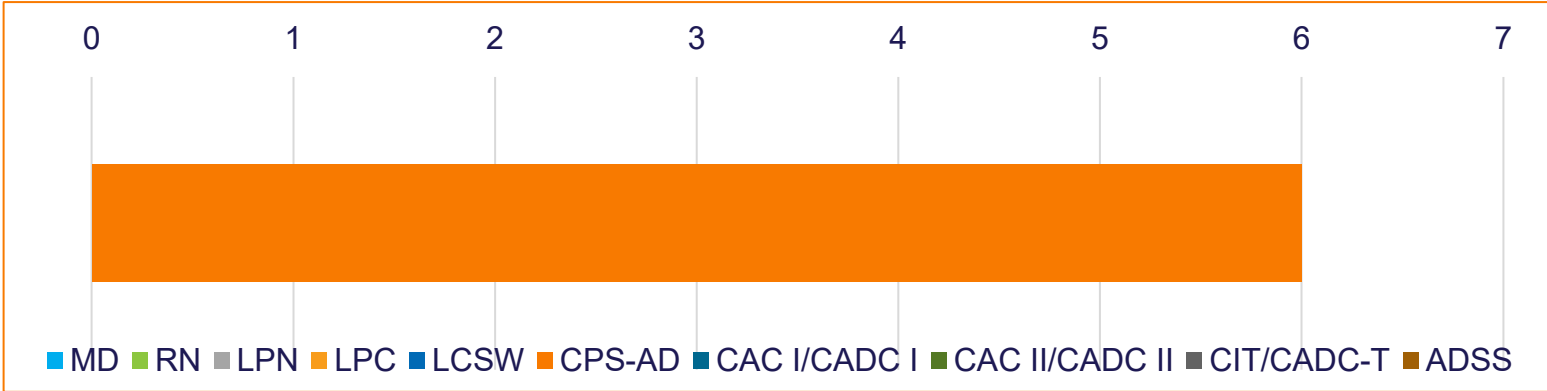 0 1 2 3 4 5 6 7
MD RN LPN LPC LCSW CPS-AD CAC I/CADC I CAC II/CADC II CIT/CADC-T ADSS